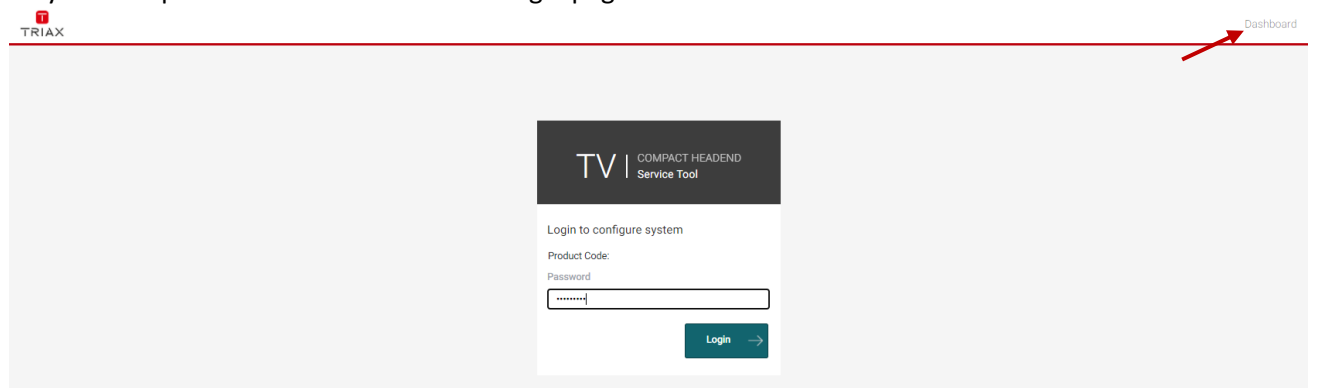 T
TRIAX
Dashboard
TV | COMPACT HEADEND
Service Tool
Login to configure system
Product Code:
Password
•••••••••
Login →